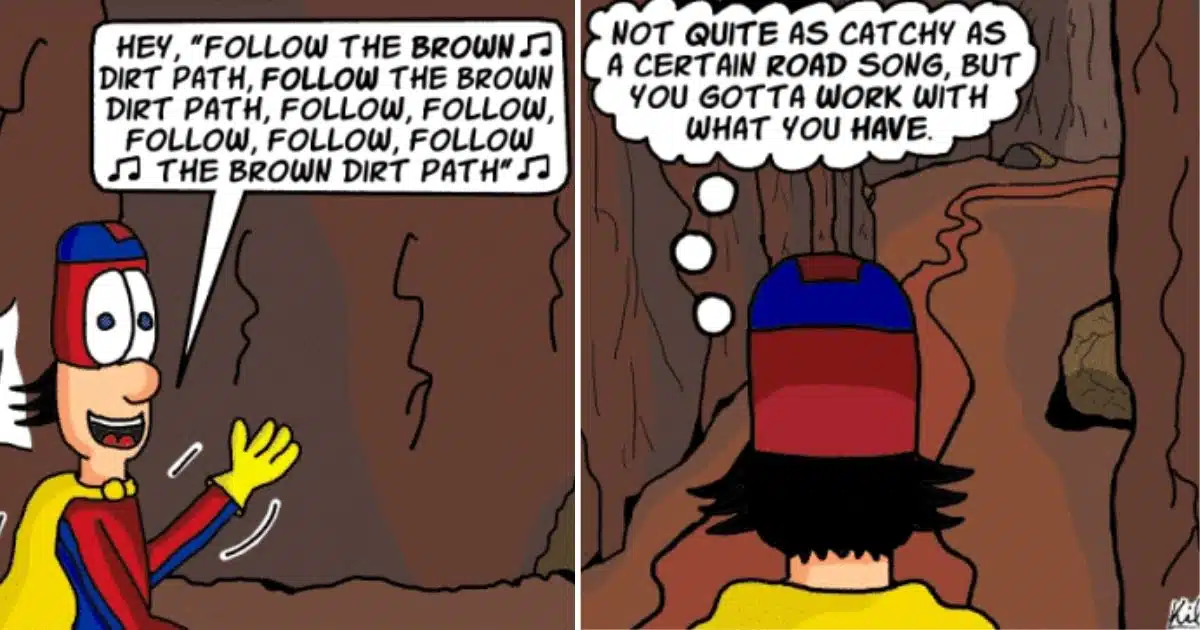 HEY, "FOLLOW THE BROWN ♫
DIRT PATH, FOLLOW THE BROWN
DIRT PATH, FOLLOW, FOLLOW,
FOLLOW, FOLLOW, FOLLOW
♫ THE BROWN DIRT PATH" ♫
NOT QUITE AS CATCHY AS
A CERTAIN ROAD SONG, BUT
YOU GOTTA WORK WITH
WHAT YOU HAVE.